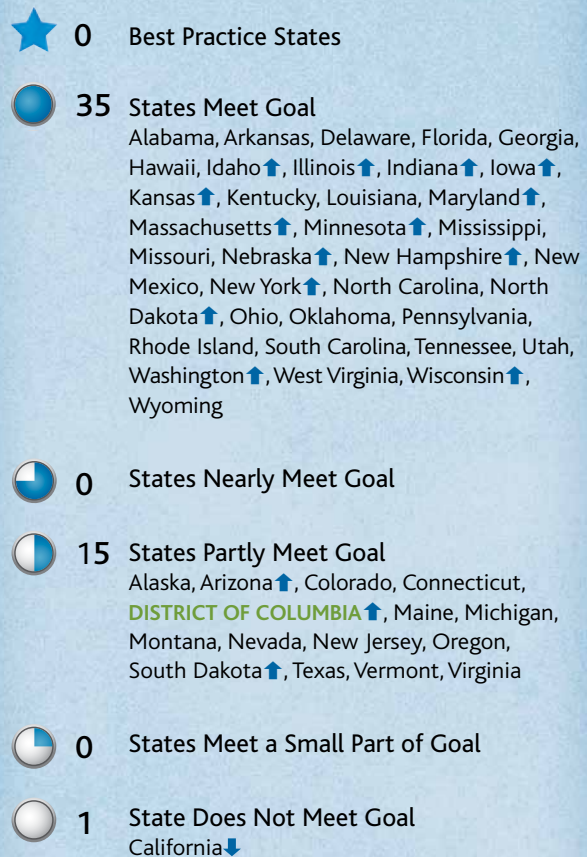 0 Best Practice States
35 States Meet Goal
Alabama, Arkansas, Delaware, Florida, Georgia,
Hawaii, Idaho⬆, Illinois⬆, Indiana⬆, Iowa⬆,
Kansas⬆, Kentucky, Louisiana, Maryland⬆,
Massachusetts⬆, Minnesota⬆, Mississippi,
Missouri, Nebraska⬆, New Hampshire⬆, New
Mexico, New York⬆, North Carolina, North
Dakota⬆, Ohio, Oklahoma, Pennsylvania,
Rhode Island, South Carolina, Tennessee, Utah,
Washington⬆, West Virginia, Wisconsin⬆,
Wyoming
0 States Nearly Meet Goal
15 States Partly Meet Goal
Alaska, Arizona⬆, Colorado, Connecticut,
DISTRICT OF COLUMBIA⬆, Maine, Michigan,
Montana, Nevada, New Jersey, Oregon,
South Dakota⬆, Texas, Vermont, Virginia
0 States Meet a Small Part of Goal
1 State Does Not Meet Goal
California⬇